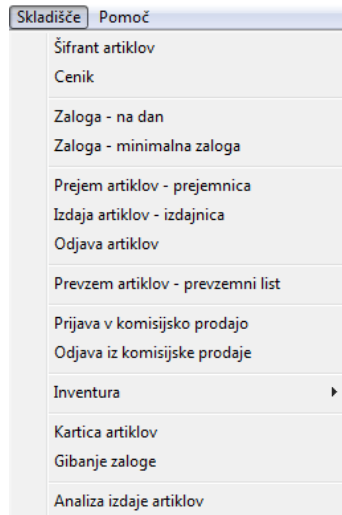 Skladišče Pomoč
Šifrant artiklov
Cenik
Zaloga - na dan
Zaloga - minimalna zaloga
Prejem artiklov - prejemnica
Izdaja artiklov - izdajnica
Odjava artiklov
Prevzem artiklov - prevzemni list
Prijava v komisijsko prodajo
Odjava iz komisijske prodaje
Inventura
Kartica artiklov
Gibanje zaloge
Analiza izdaje artiklov